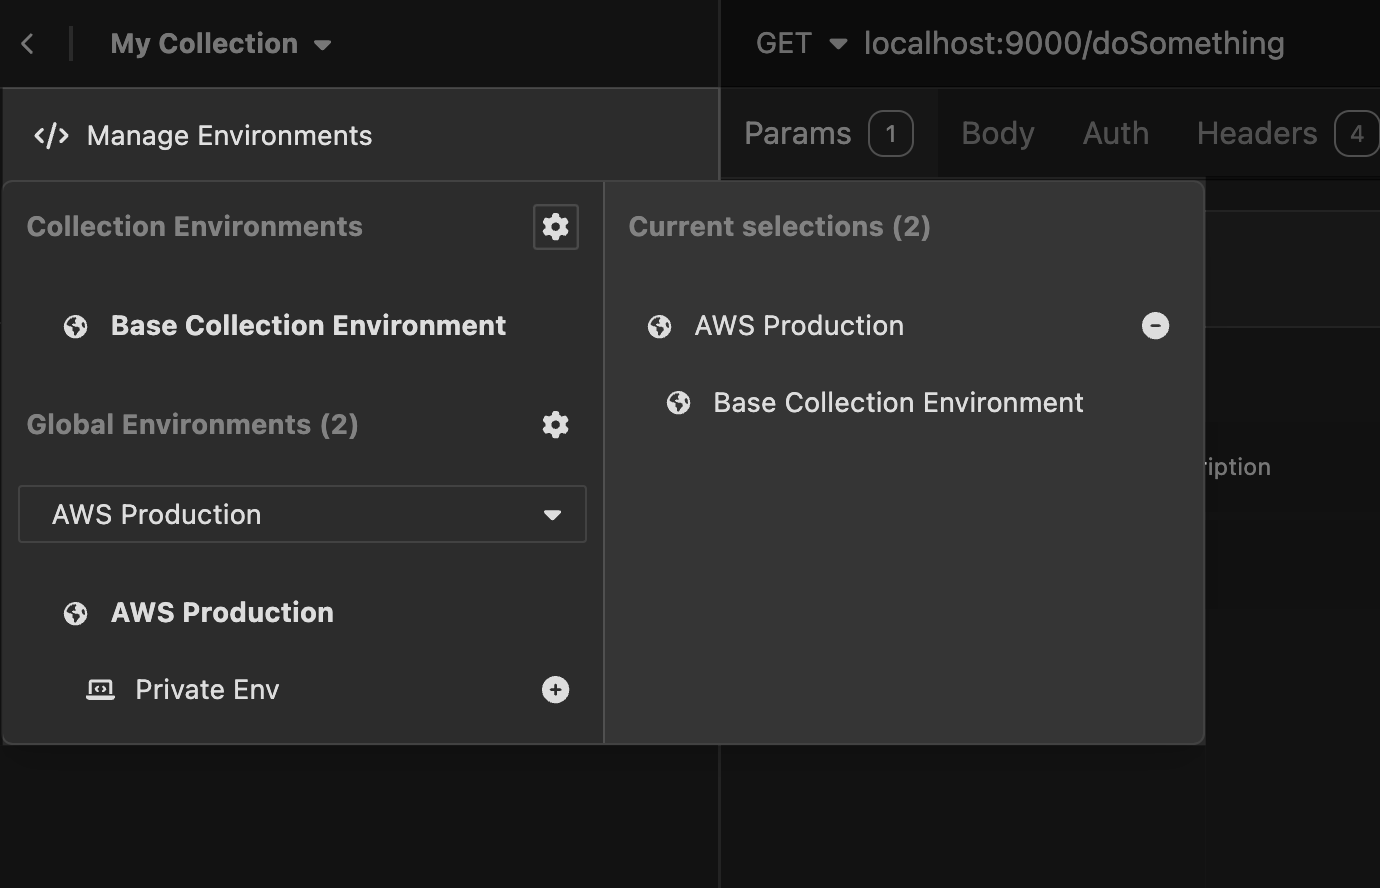 My Collection
GET localhost:9000/doSomething
</> Manage Environments
Params 1 Body Auth Headers 4
Collection Environments
Base Collection Environment
Global Environments (2)
AWS Production
AWS Production
Private Env
Current selections (2)
AWS Production
Base Collection Environment
ription